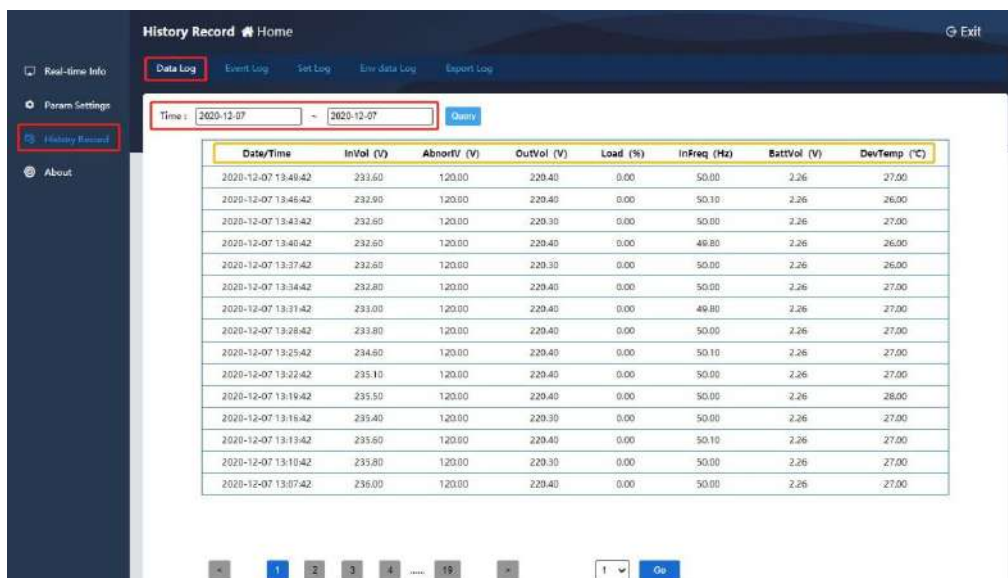 History Record Home
Exit
Real-time Info
Param Settings
History Record
About
Data Log Event Log Set Log Env data Log Export Log
Time : 2020-12-07 ~ 2020-12-07 Query
Date/Time InVol (V) AbnorIV (V) OutVol (V) Load (%) InFreq (Hz) BattVol (V) DevTemp (℃)
2020-12-07 13:49:42 233.60 120.00 220.40 0.00 50.00 2.26 27.00
2020-12-07 13:46:42 232.90 120.00 220.40 0.00 50.10 2.26 26.00
2020-12-07 13:43:42 232.60 120.00 220.30 0.00 50.00 2.26 27.00
2020-12-07 13:40:42 232.60 120.00 220.40 0.00 49.80 2.26 26.00
2020-12-07 13:37:42 232.60 120.00 220.30 0.00 50.00 2.26 26.00
2020-12-07 13:34:42 232.80 120.00 220.40 0.00 50.00 2.26 27.00
2020-12-07 13:31:42 233.00 120.00 220.40 0.00 49.80 2.26 27.00
2020-12-07 13:28:42 233.80 120.00 220.40 0.00 50.00 2.26 27.00
2020-12-07 13:25:42 234.60 120.00 220.40 0.00 50.10 2.26 27.00
2020-12-07 13:22:42 235.10 120.00 220.40 0.00 50.00 2.26 27.00
2020-12-07 13:19:42 235.50 120.00 220.40 0.00 50.00 2.26 28.00
2020-12-07 13:16:42 235.40 120.00 220.30 0.00 50.00 2.26 27.00
2020-12-07 13:13:42 235.60 120.00 220.40 0.00 50.10 2.26 27.00
2020-12-07 13:10:42 235.80 120.00 220.30 0.00 50.00 2.26 27.00
2020-12-07 13:07:42 236.00 120.00 220.40 0.00 50.00 2.26 27.00
< 1 2 3 4 ...... 19 > 1 Go